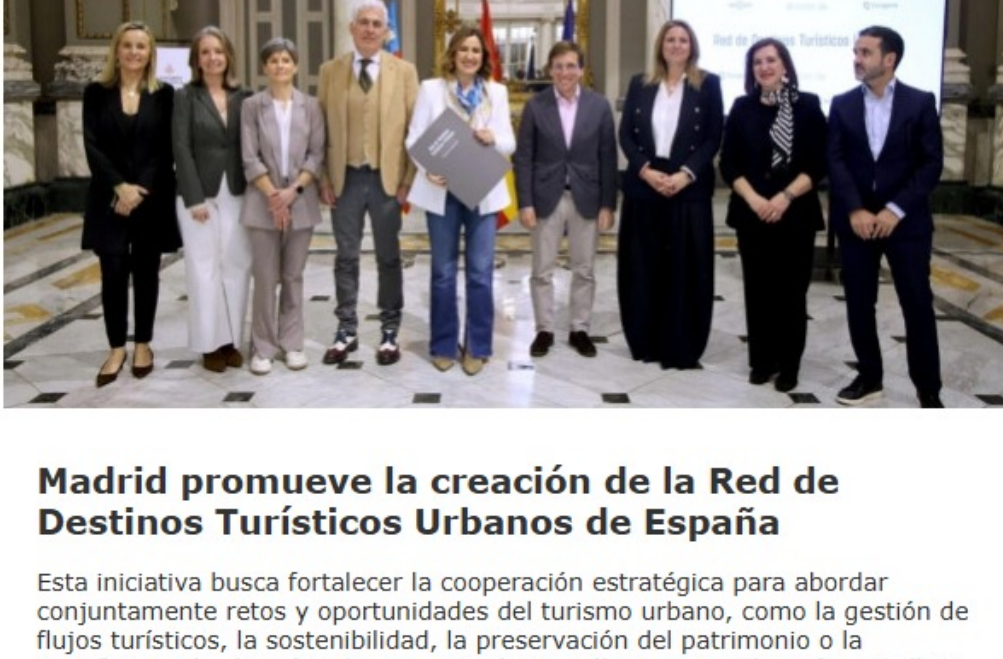 Red de Destinos Turísticos
Madrid promueve la creación de la Red de
Destinos Turísticos Urbanos de España
Esta iniciativa busca fortalecer la cooperación estratégica para abordar
conjuntamente retos y oportunidades del turismo urbano, como la gestión de
flujos turísticos, la sostenibilidad, la preservación del patrimonio o la